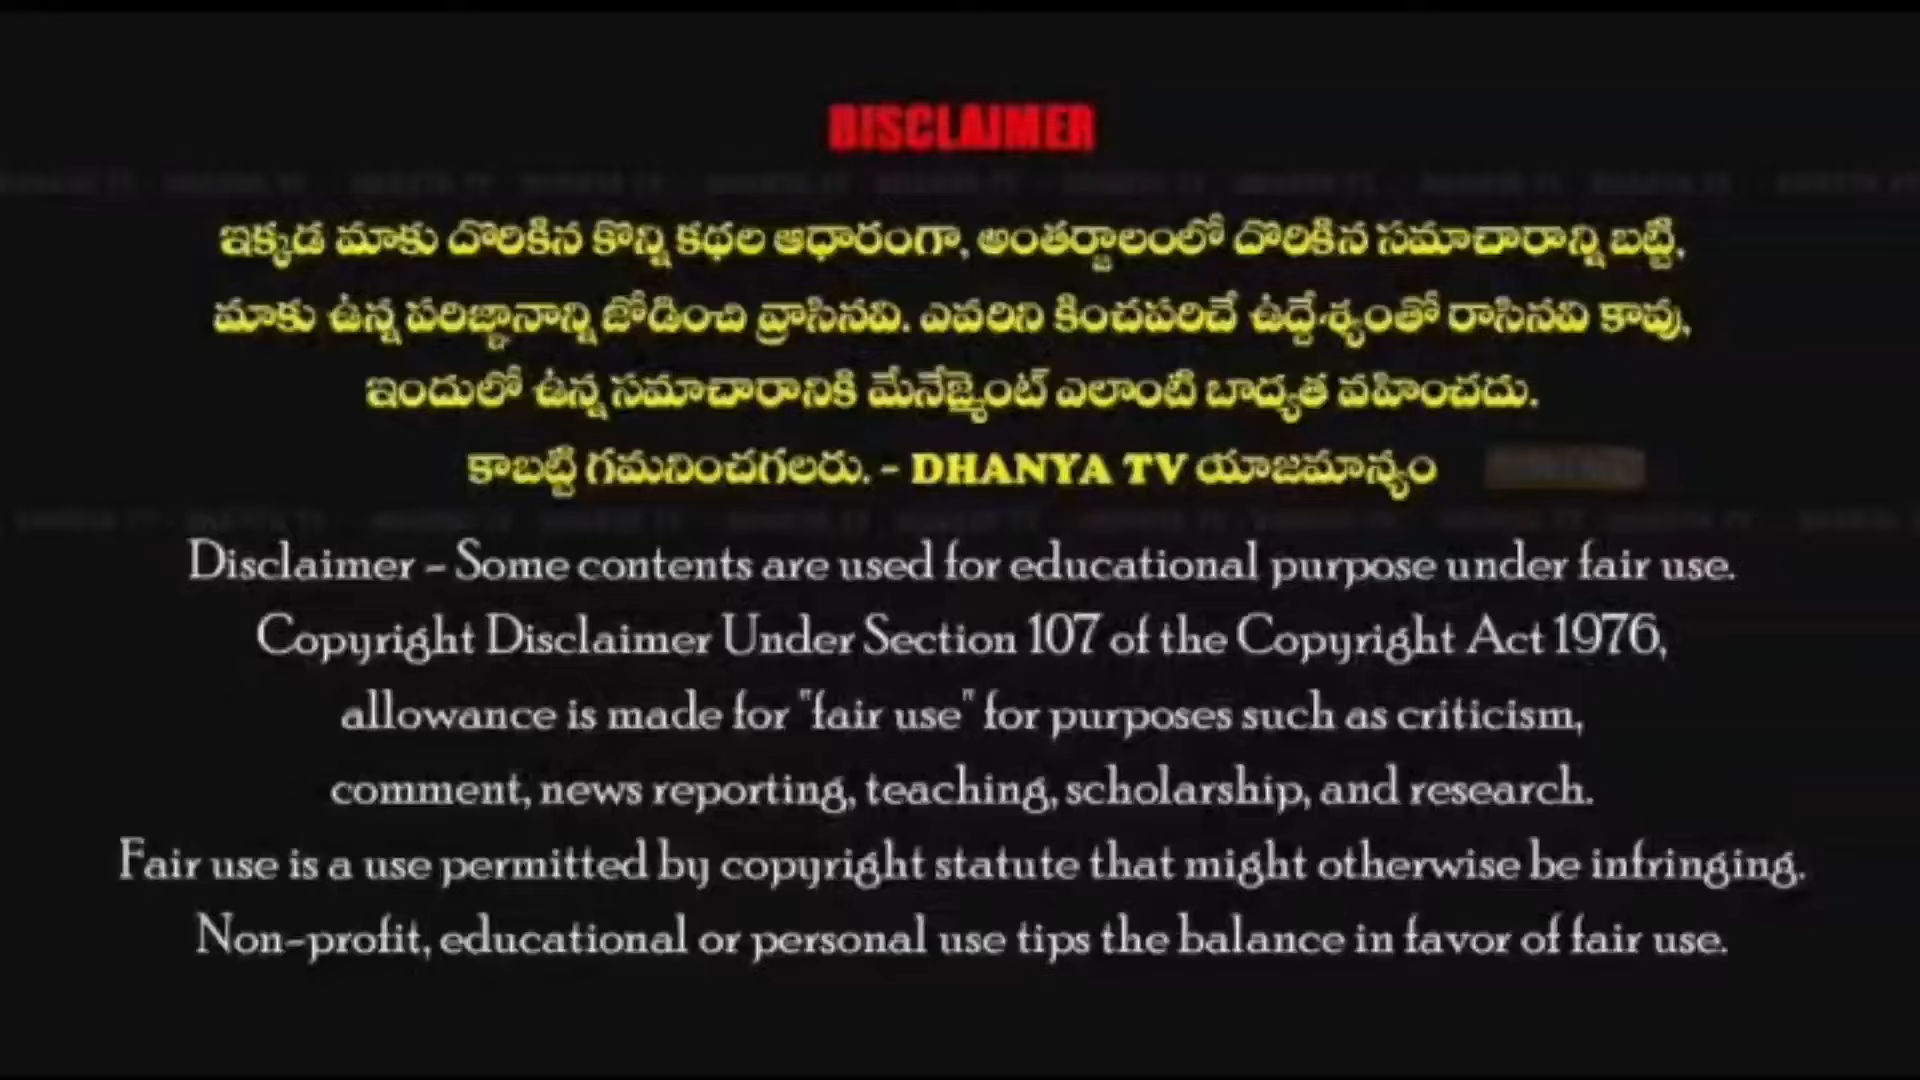 DISCLAIMER
ఇక్కడ మాకు దొరికిన కొన్ని కథల ఆధారంగా, అంతర్జాలంలో దొరికిన సమాచారాన్ని బట్టి,
మాకు ఉన్న పరిజ్ఞానాన్ని జోడించి వ్రాసినవి. ఎవరిని కించపరిచే ఉద్దేశ్యంతో రాసినవి కావు,
ఇందులో ఉన్న సమాచారానికి మేనేజ్మెంట్ ఎలాంటి బాద్యత వహించదు.
కాబట్టి గమనించగలరు. - DHANYA TV యాజమాన్యం
Disclaimer - Some contents are used for educational purpose under fair use.
Copyright Disclaimer Under Section 107 of the Copyright Act 1976,
allowance is made for "fair use" for purposes such as criticism,
comment, news reporting, teaching, scholarship, and research.
Fair use is a use permitted by copyright statute that might otherwise be infringing.
Non-profit, educational or personal use tips the balance in favor of fair use.